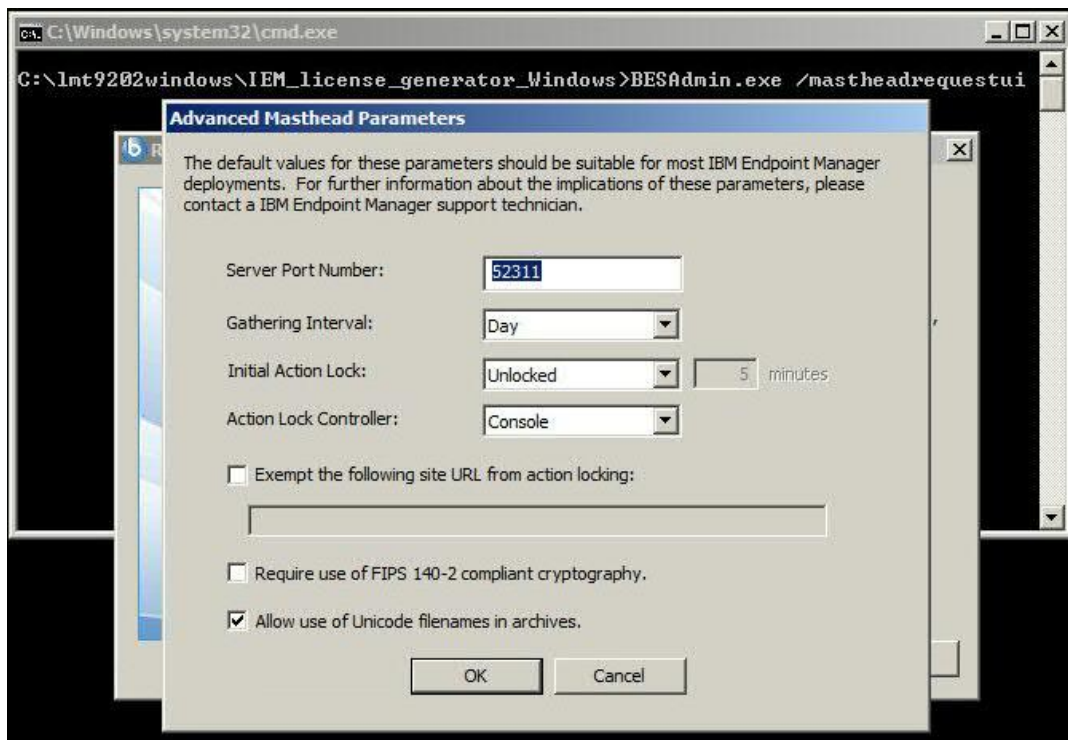 C:\Windows\system32\cmd.exe
C:\lmt9202windows\IEM_license_generator_Windows>BESAdmin.exe /mastheadrequestui
Advanced Masthead Parameters
R
The default values for these parameters should be suitable for most IBM Endpoint Manager
deployments. For further information about the implications of these parameters, please
contact a IBM Endpoint Manager support technician.
Server Port Number: 52311
Gathering Interval: Day
Initial Action Lock: Unlocked 5 minutes
Action Lock Controller: Console
Exempt the following site URL from action locking:
Require use of FIPS 140-2 compliant cryptography.
Allow use of Unicode filenames in archives.
OK Cancel